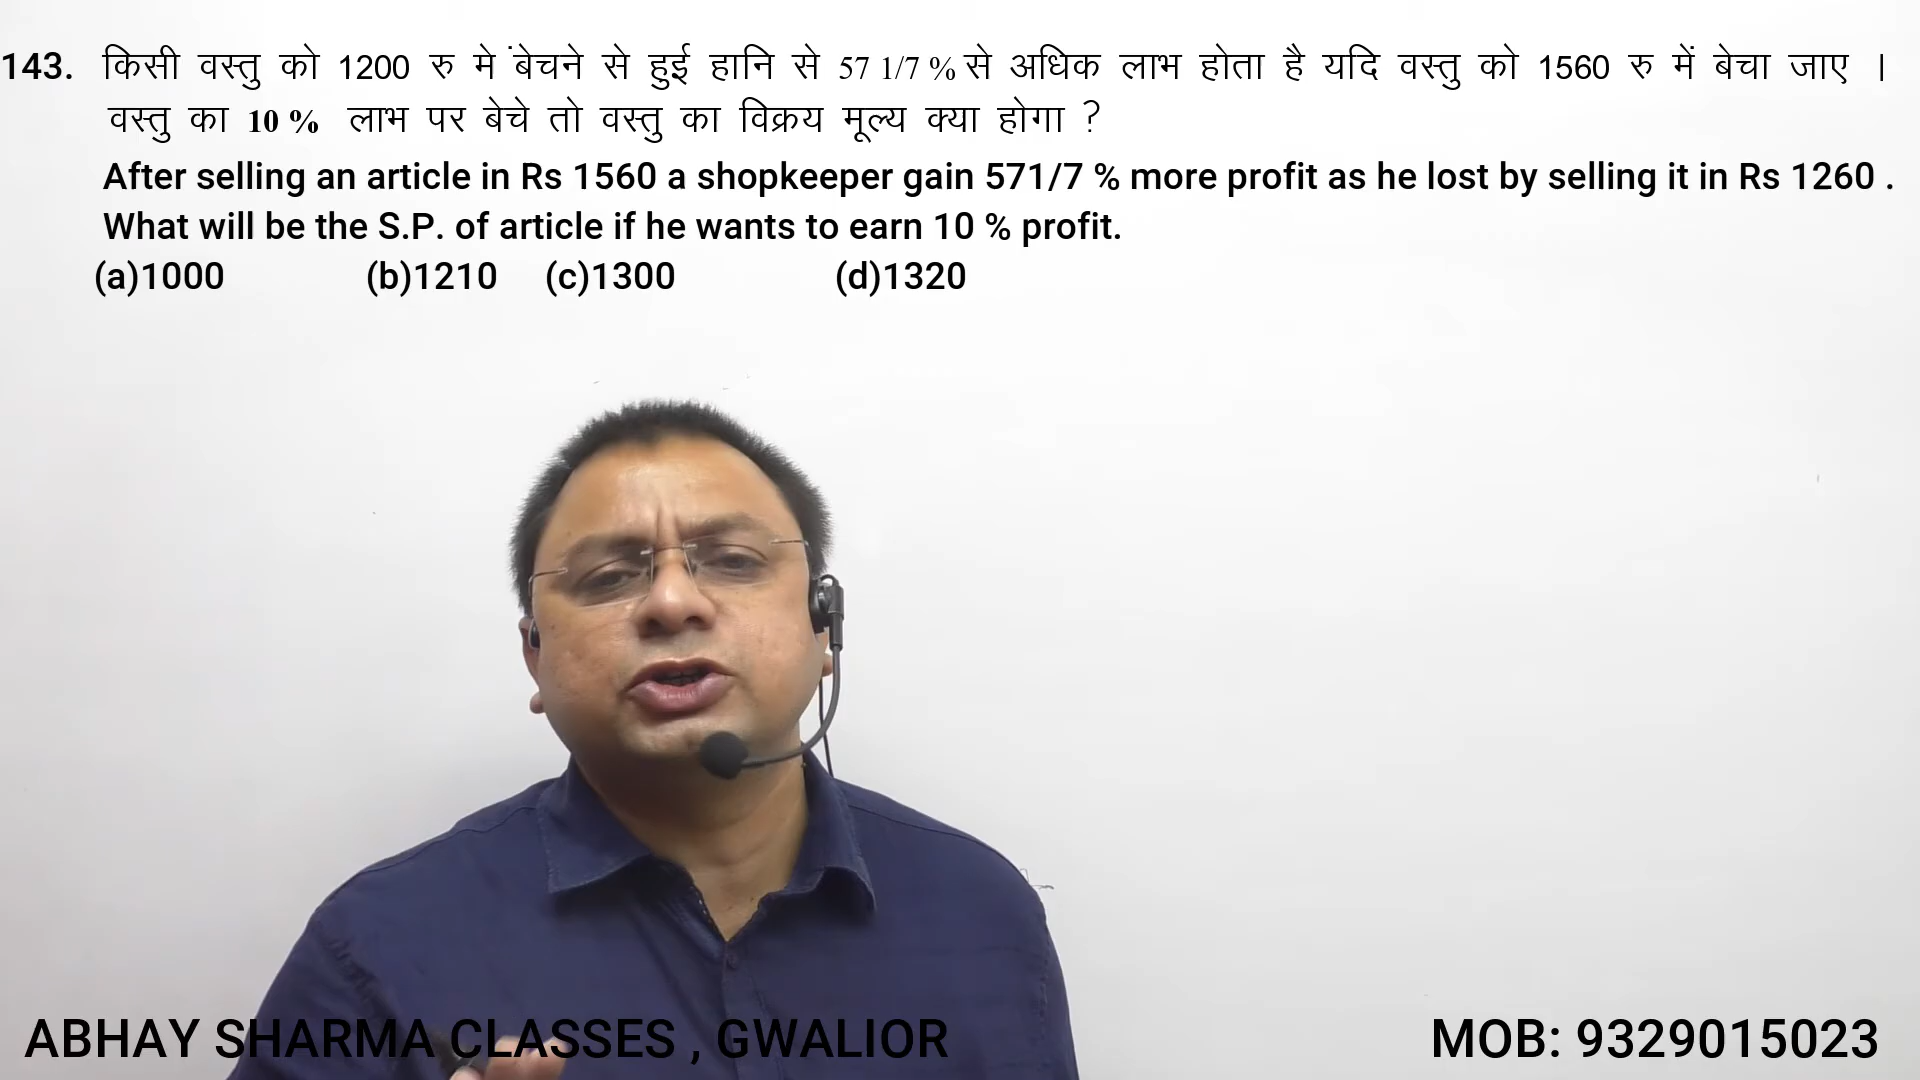 143. किसी वस्तु को 1200 रु मे ंबेचने से हुई हानि से 57 1/7 % से अधिक लाभ होता है यदि वस्तु को 1560 रु में बेचा जाए ।
वस्तु का 10 % लाभ पर बेचे तो वस्तु का विक्रय मूल्य क्या होगा ?
After selling an article in Rs 1560 a shopkeeper gain 571/7 % more profit as he lost by selling it in Rs 1260 .
What will be the S.P. of article if he wants to earn 10 % profit.
(a)1000 (b)1210 (c)1300 (d)1320
ABHAY SHARMA CLASSES , GWALIOR MOB: 9329015023